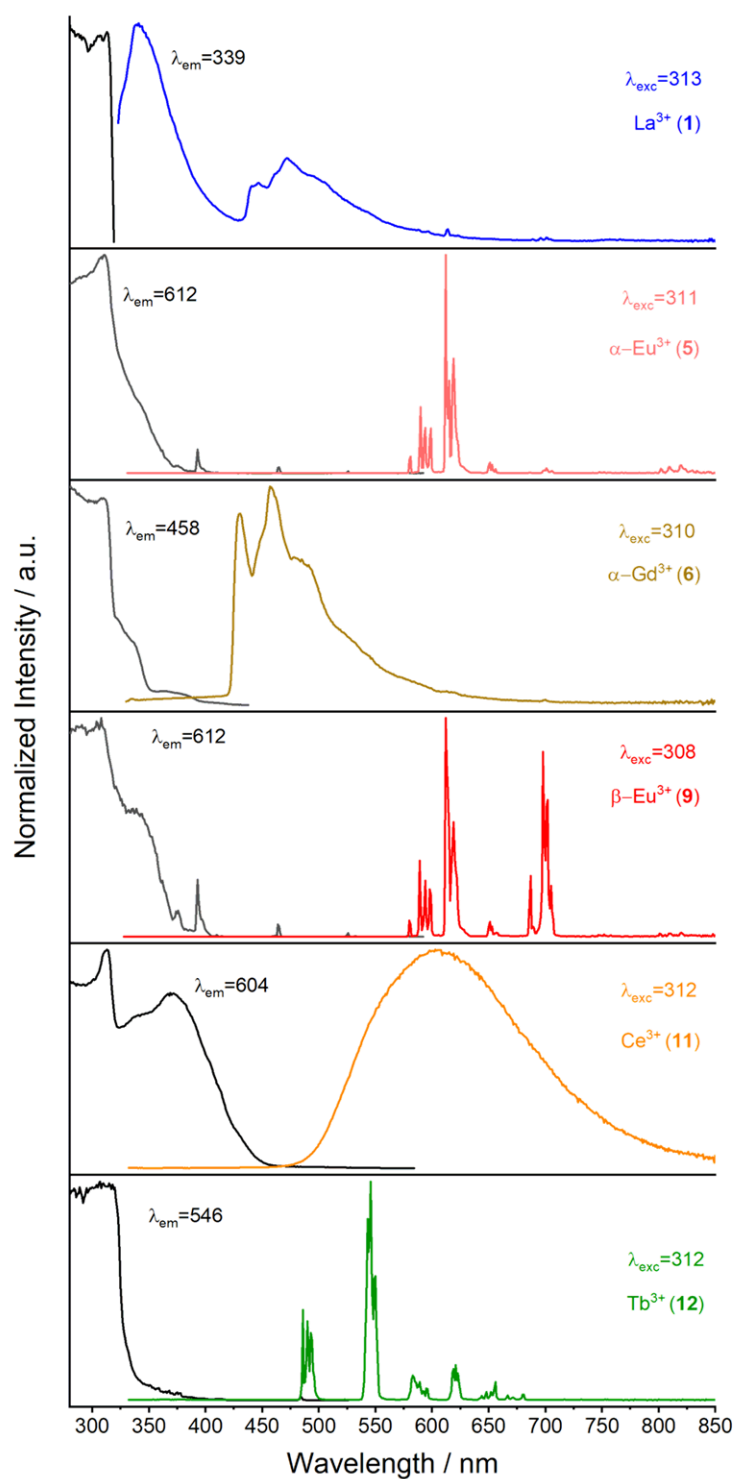 Normalized Intensity / a.u.
λem=339
λexc=313
La³⁺ (1)
λem=612
λexc=311
α–Eu³⁺ (5)
λem=458
λexc=310
α–Gd³⁺ (6)
λem=612
λexc=308
β–Eu³⁺ (9)
λem=604
λexc=312
Ce³⁺ (11)
λem=546
λexc=312
Tb³⁺ (12)
300 350 400 450 500 550 600 650 700 750 800 850
Wavelength / nm